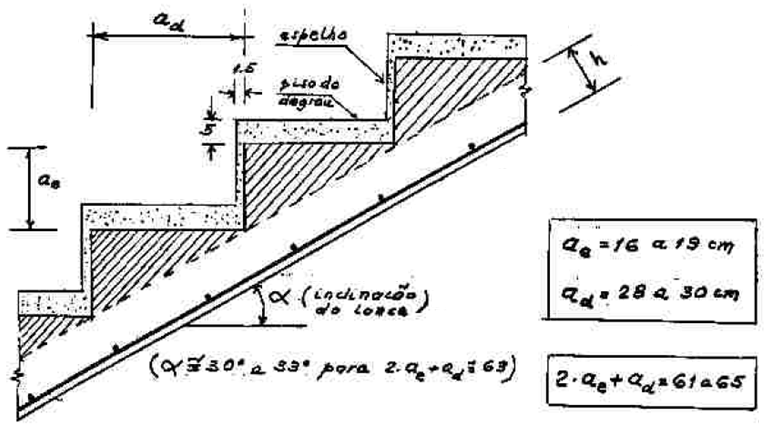 a_d
espelho
h
1.5
piso do
degrau
5
a_e
a_e = 16 a 19 cm
a_d = 28 a 30 cm
α (inclinação
da lonca)
(α ≅ 30° a 33° para 2.a_e + a_d ≅ 63)
2.a_e + a_d = 61 a 65